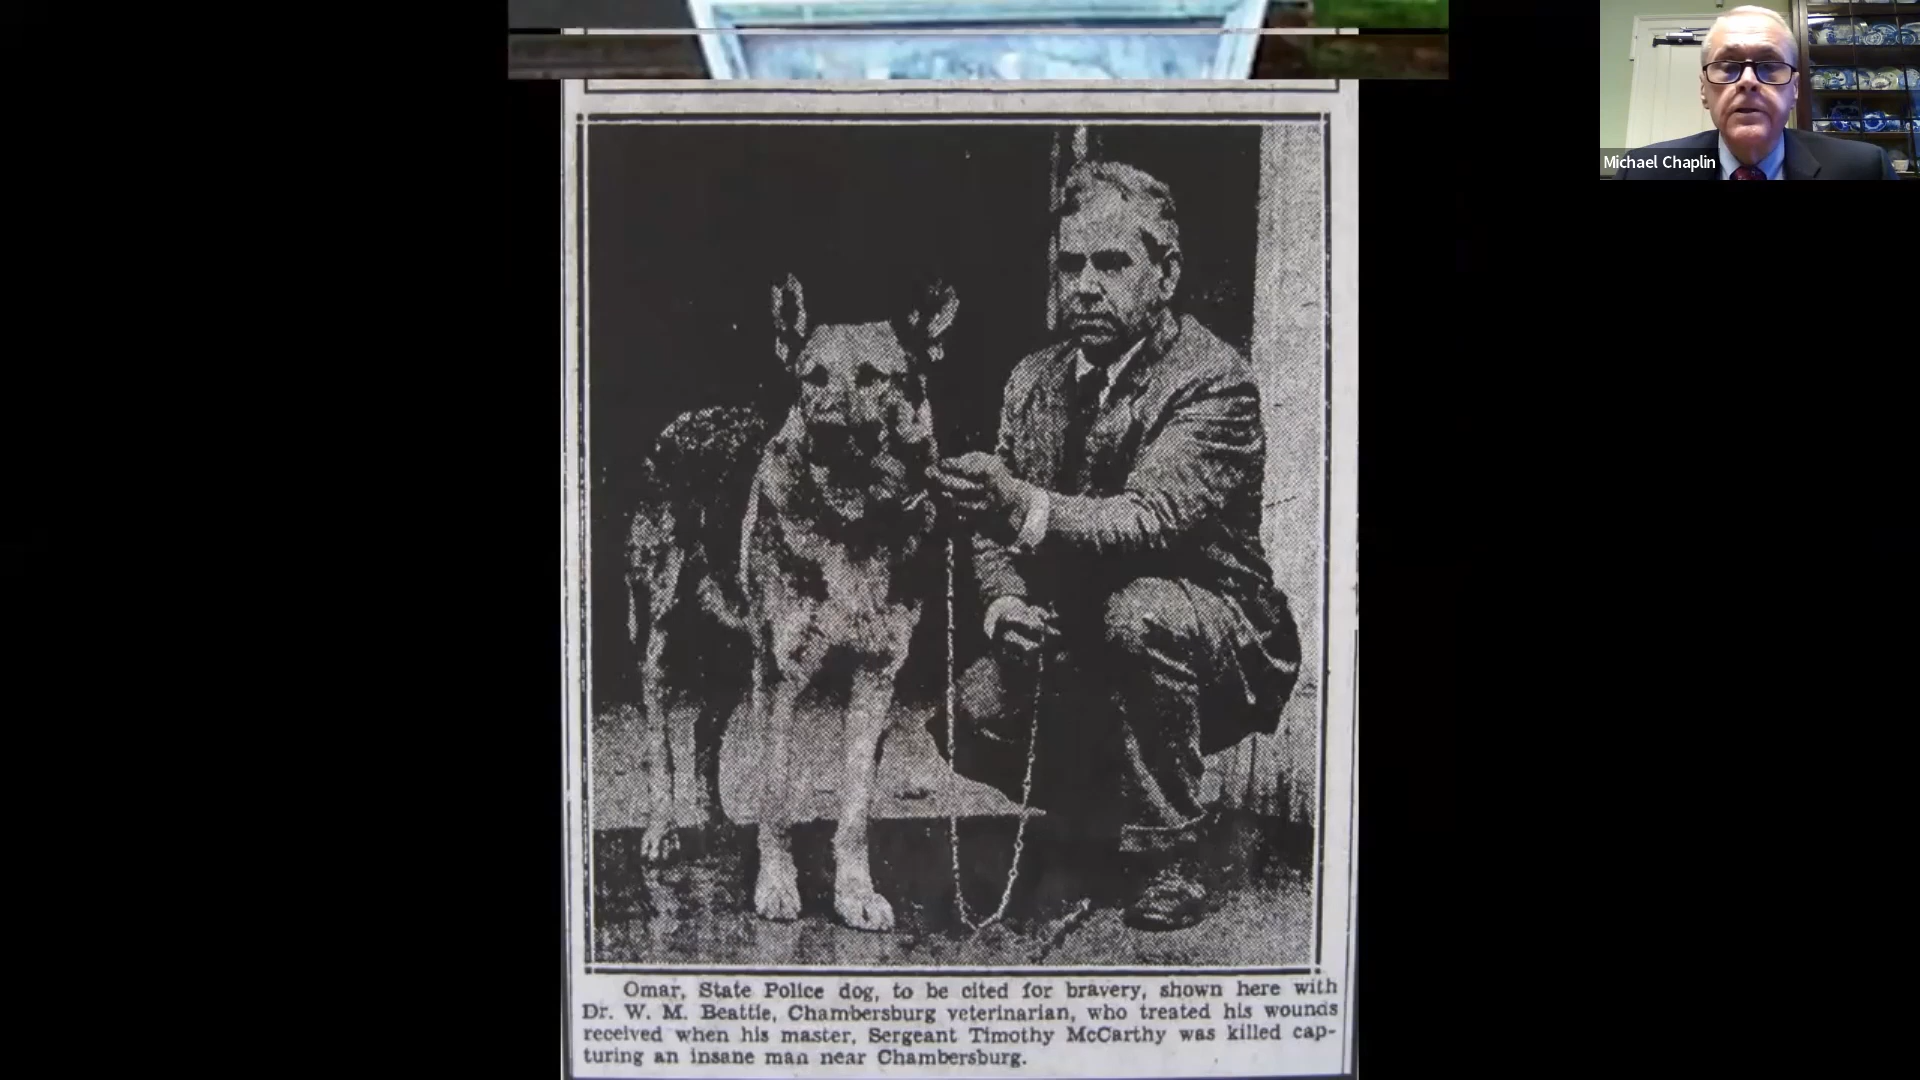 Michael Chaplin
Omar, State Police dog, to be cited for bravery, shown here with
Dr. W. M. Beattie, Chambersburg veterinarian, who treated his wounds
received when his master, Sergeant Timothy McCarthy was killed cap-
turing an insane man near Chambersburg.